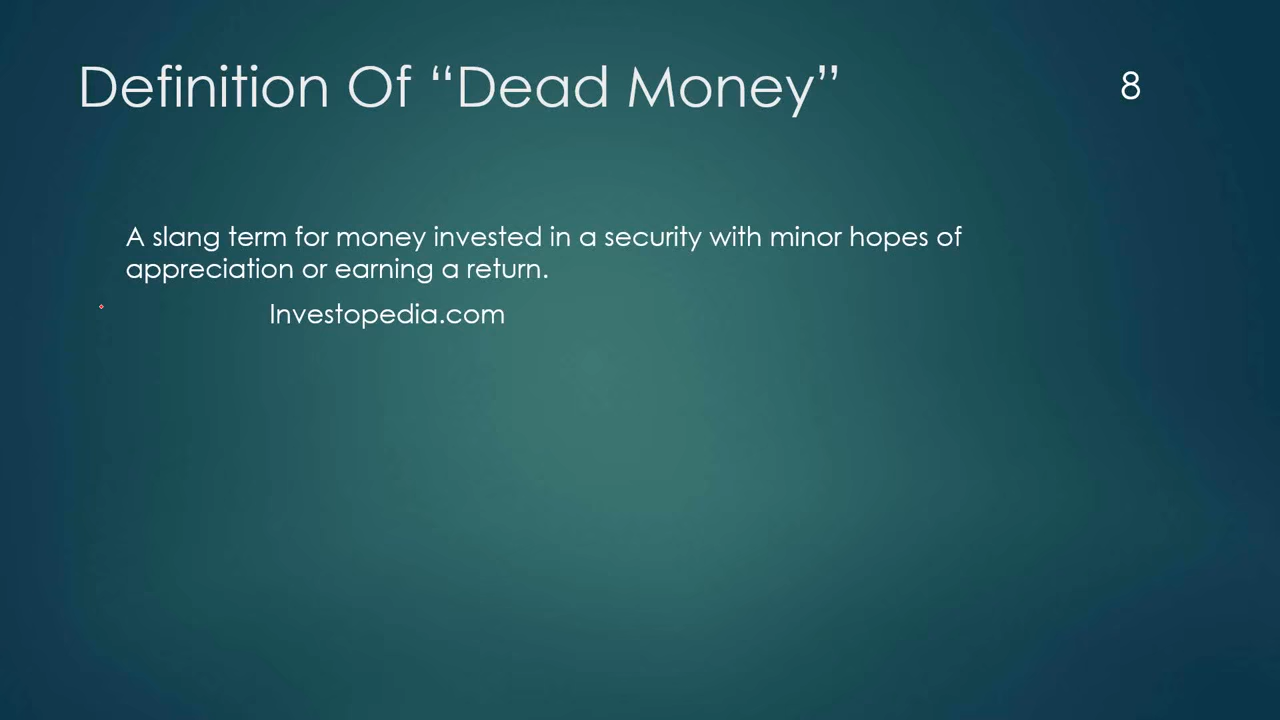 Definition Of “Dead Money”
8
A slang term for money invested in a security with minor hopes of
appreciation or earning a return.
Investopedia.com